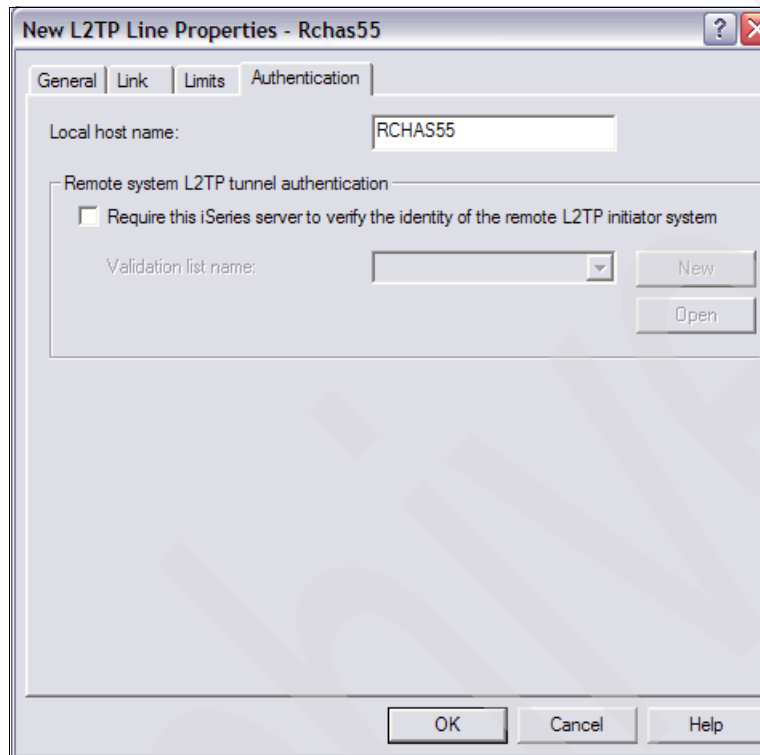 New L2TP Line Properties - Rchas55
General Link Limits Authentication
Local host name: RCHAS55
Remote system L2TP tunnel authentication
Require this iSeries server to verify the identity of the remote L2TP initiator system
Validation list name: New
Open
OK Cancel Help